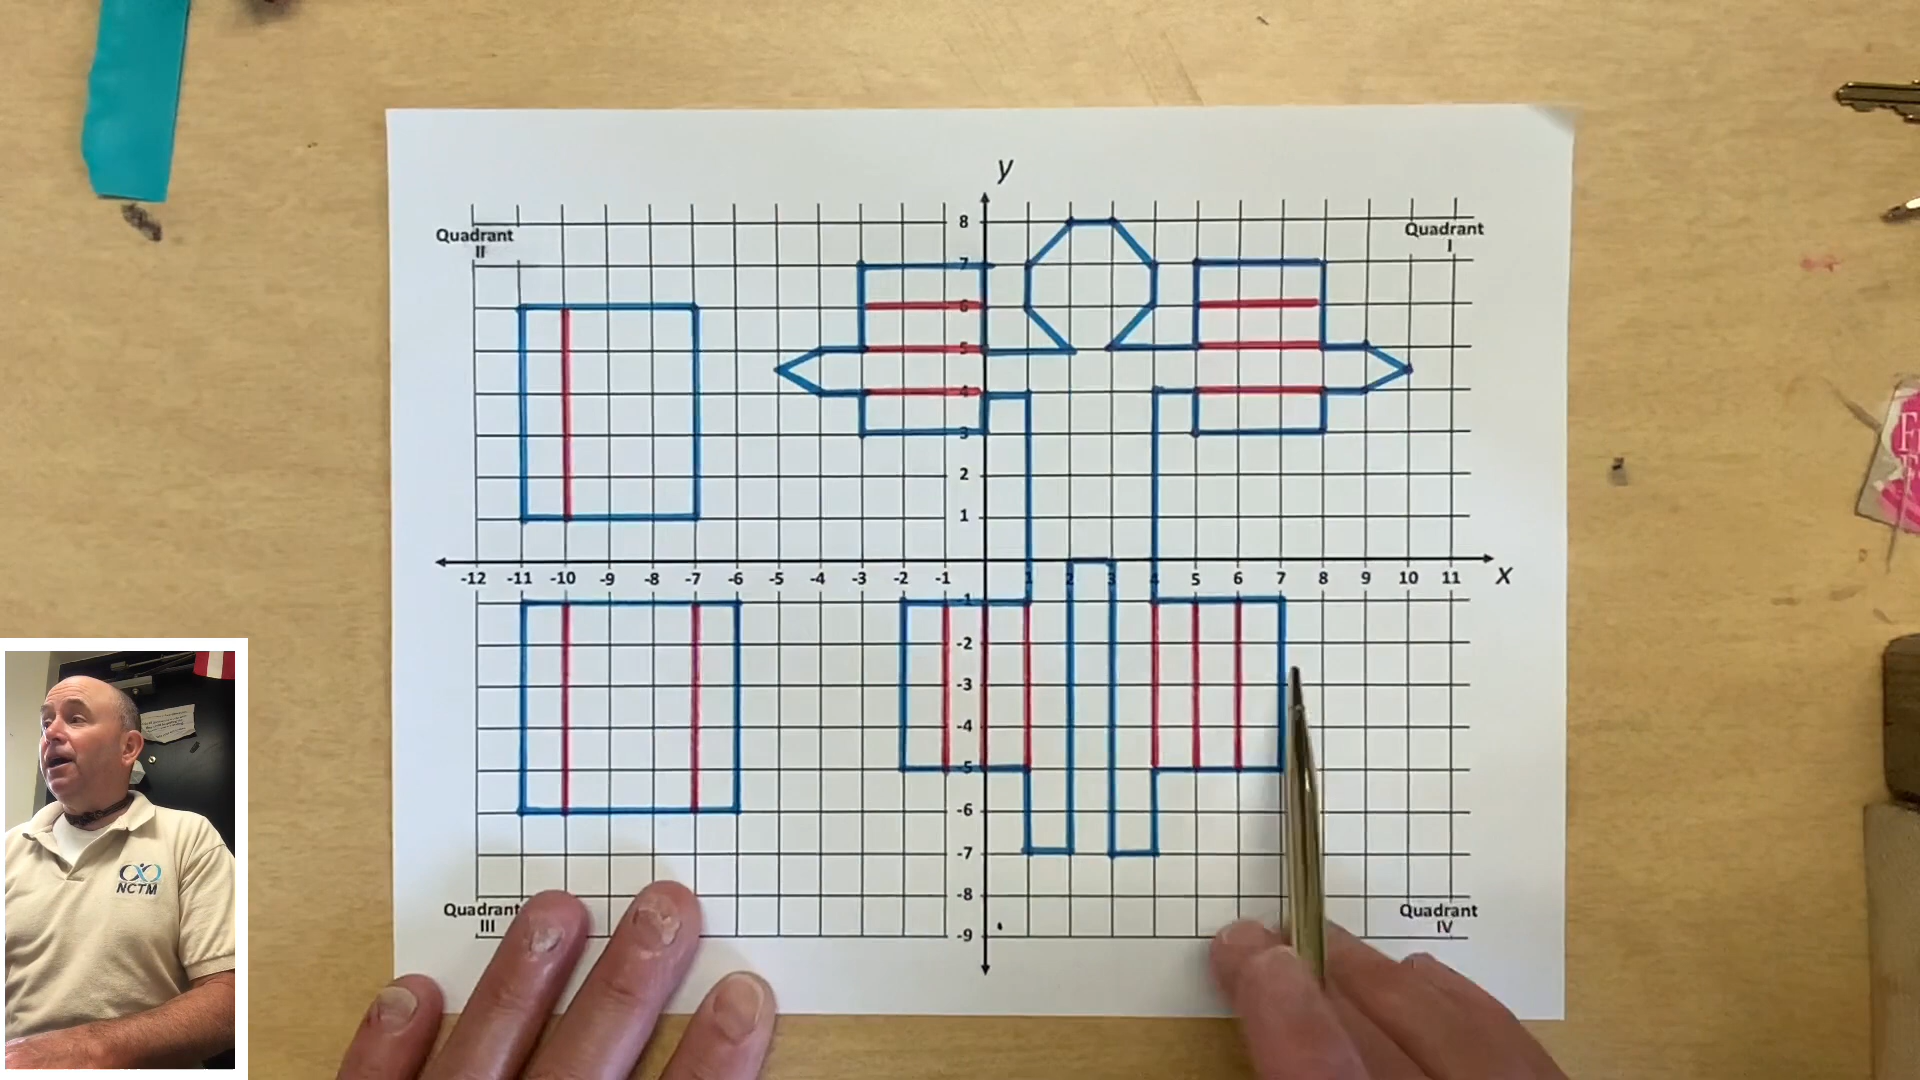 y
Quadrant
II
Quadrant
I
8
7
6
5
4
3
2
1
-12 -11 -10 -9 -8 -7 -6 -5 -4 -3 -2 -1 1 2 3 4 5 6 7 8 9 10 11 X
-1
-2
-3
-4
-5
-6
-7
-8
-9
Quadrant
III
Quadrant
IV
NCTM